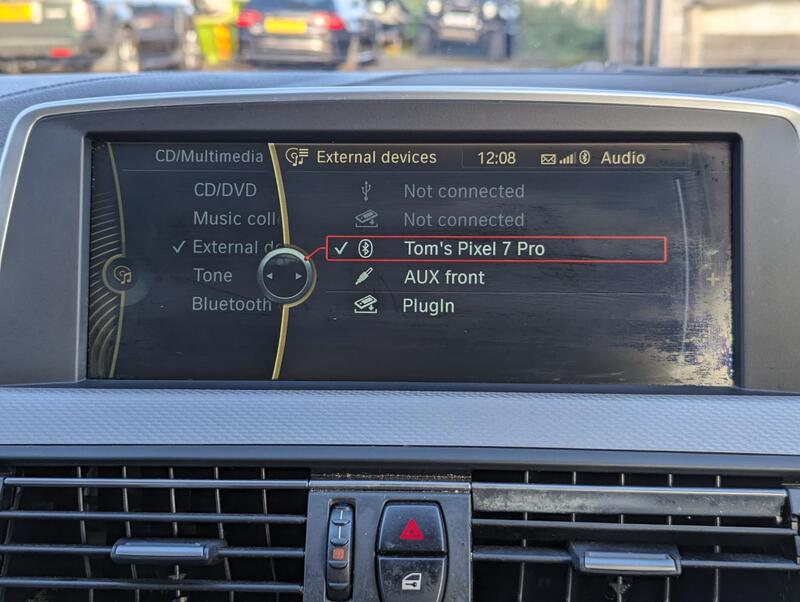 CD/Multimedia
External devices
12:08
Audio
CD/DVD
Not connected
Music coll
Not connected
External d
Tom's Pixel 7 Pro
Tone
AUX front
Bluetooth
PlugIn